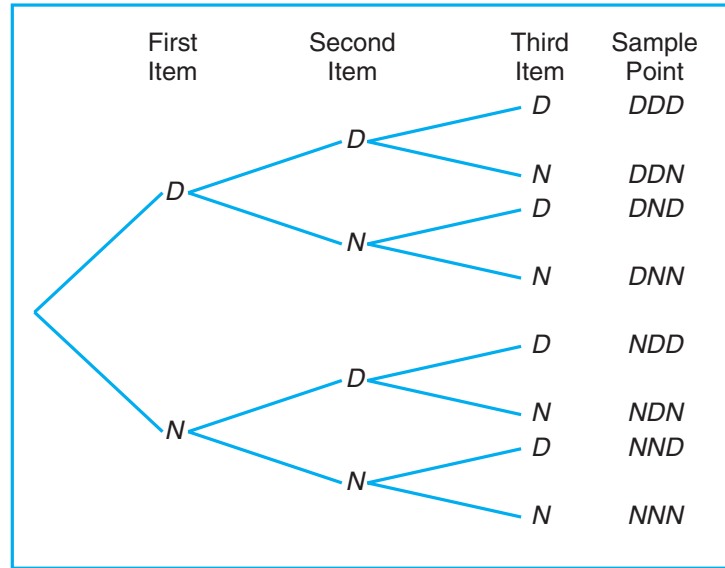 First Second Third Sample
Item Item Item Point
D DDD
D
N DDN
D
D DND
N
N DNN
D NDD
D
N NDN
N
D NND
N
N NNN